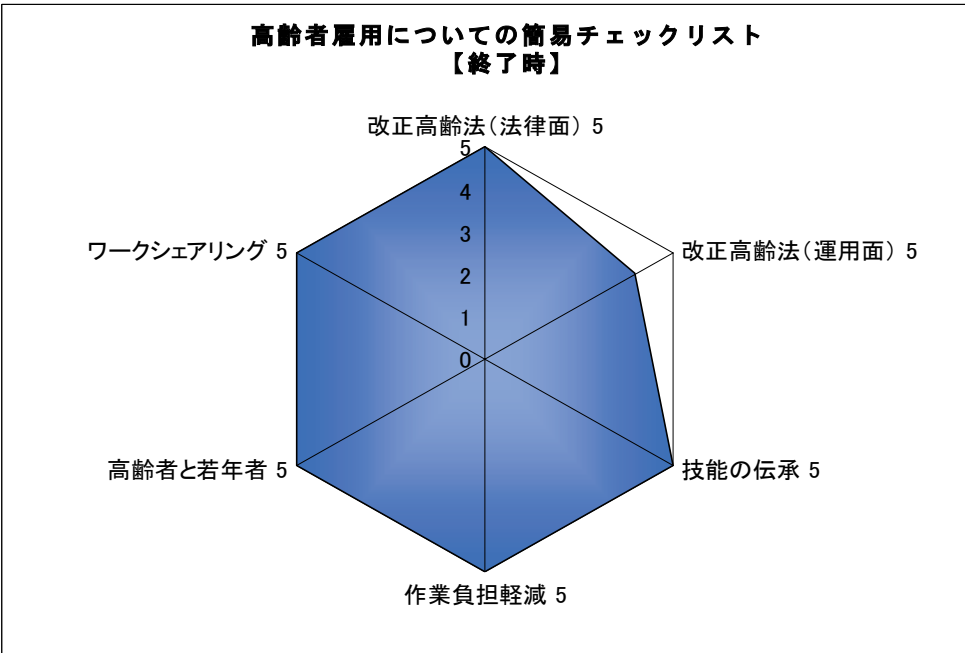 高齢者雇用についての簡易チェックリスト
【終了時】
改正高齢法（法律面） 5
5
4
3
2
1
0
ワークシェアリング 5
改正高齢法（運用面） 5
高齢者と若年者 5
技能の伝承 5
作業負担軽減 5